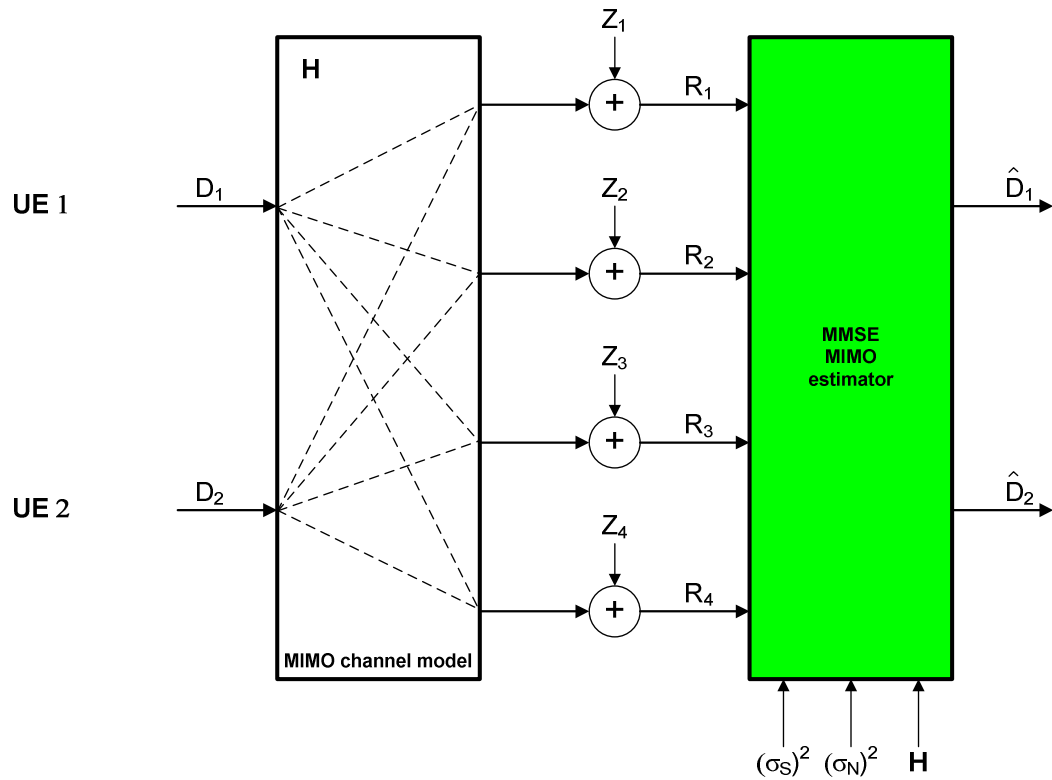 H
Z₁
R₁
UE 1
D₁
D̂₁
Z₂
R₂
MMSE
MIMO
estimator
Z₃
R₃
UE 2
D₂
D̂₂
Z₄
R₄
MIMO channel model
(σS)²
(σN)²
H
+
+
+
+